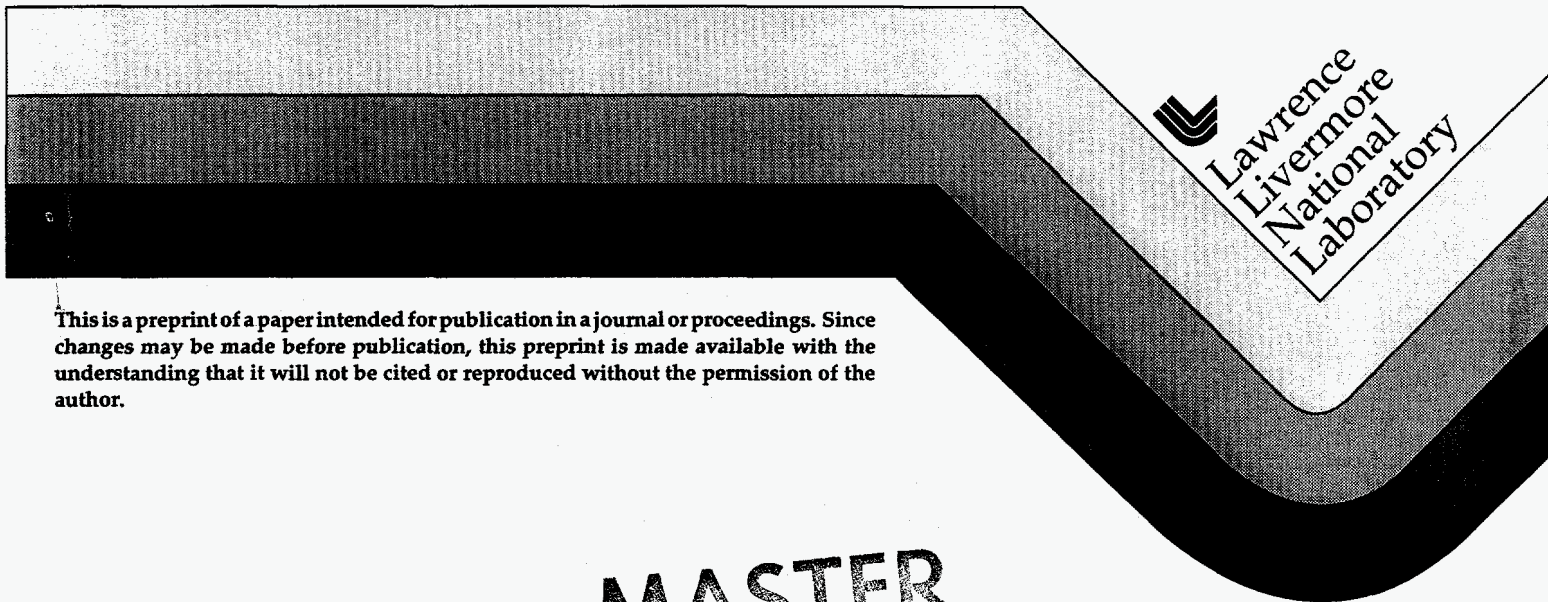 Lawrence
Livermore
National
Laboratory
This is a preprint of a paper intended for publication in a journal or proceedings. Since
changes may be made before publication, this preprint is made available with the
understanding that it will not be cited or reproduced without the permission of the
author.
MASTER